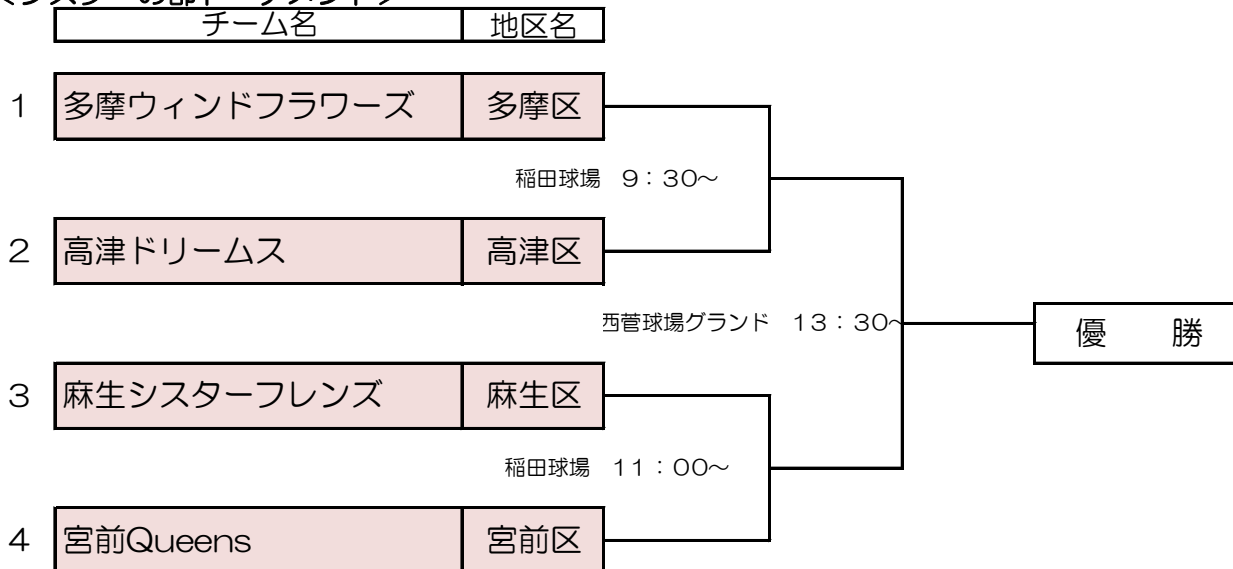 チーム名 地区名
1 多摩ウィンドフラワーズ 多摩区
稲田球場 9：30～
2 高津ドリームス 高津区
西菅球場グランド 13：30～
優 勝
3 麻生シスターフレンズ 麻生区
稲田球場 11：00～
4 宮前Queens 宮前区